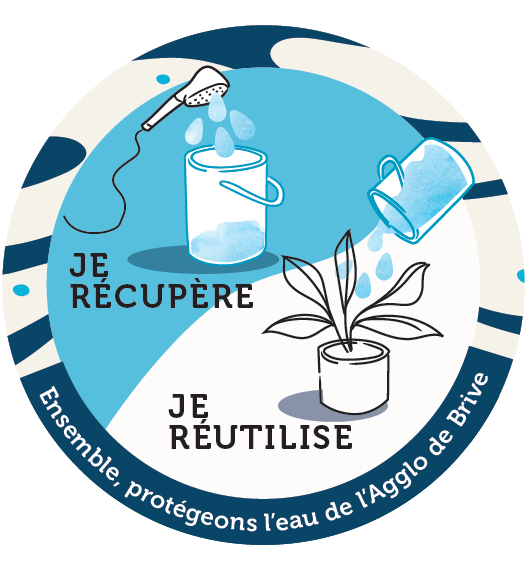 JE
RÉCUPÈRE
JE
RÉUTILISE
Ensemble, protégeons l'eau de l'Agglo de Brive